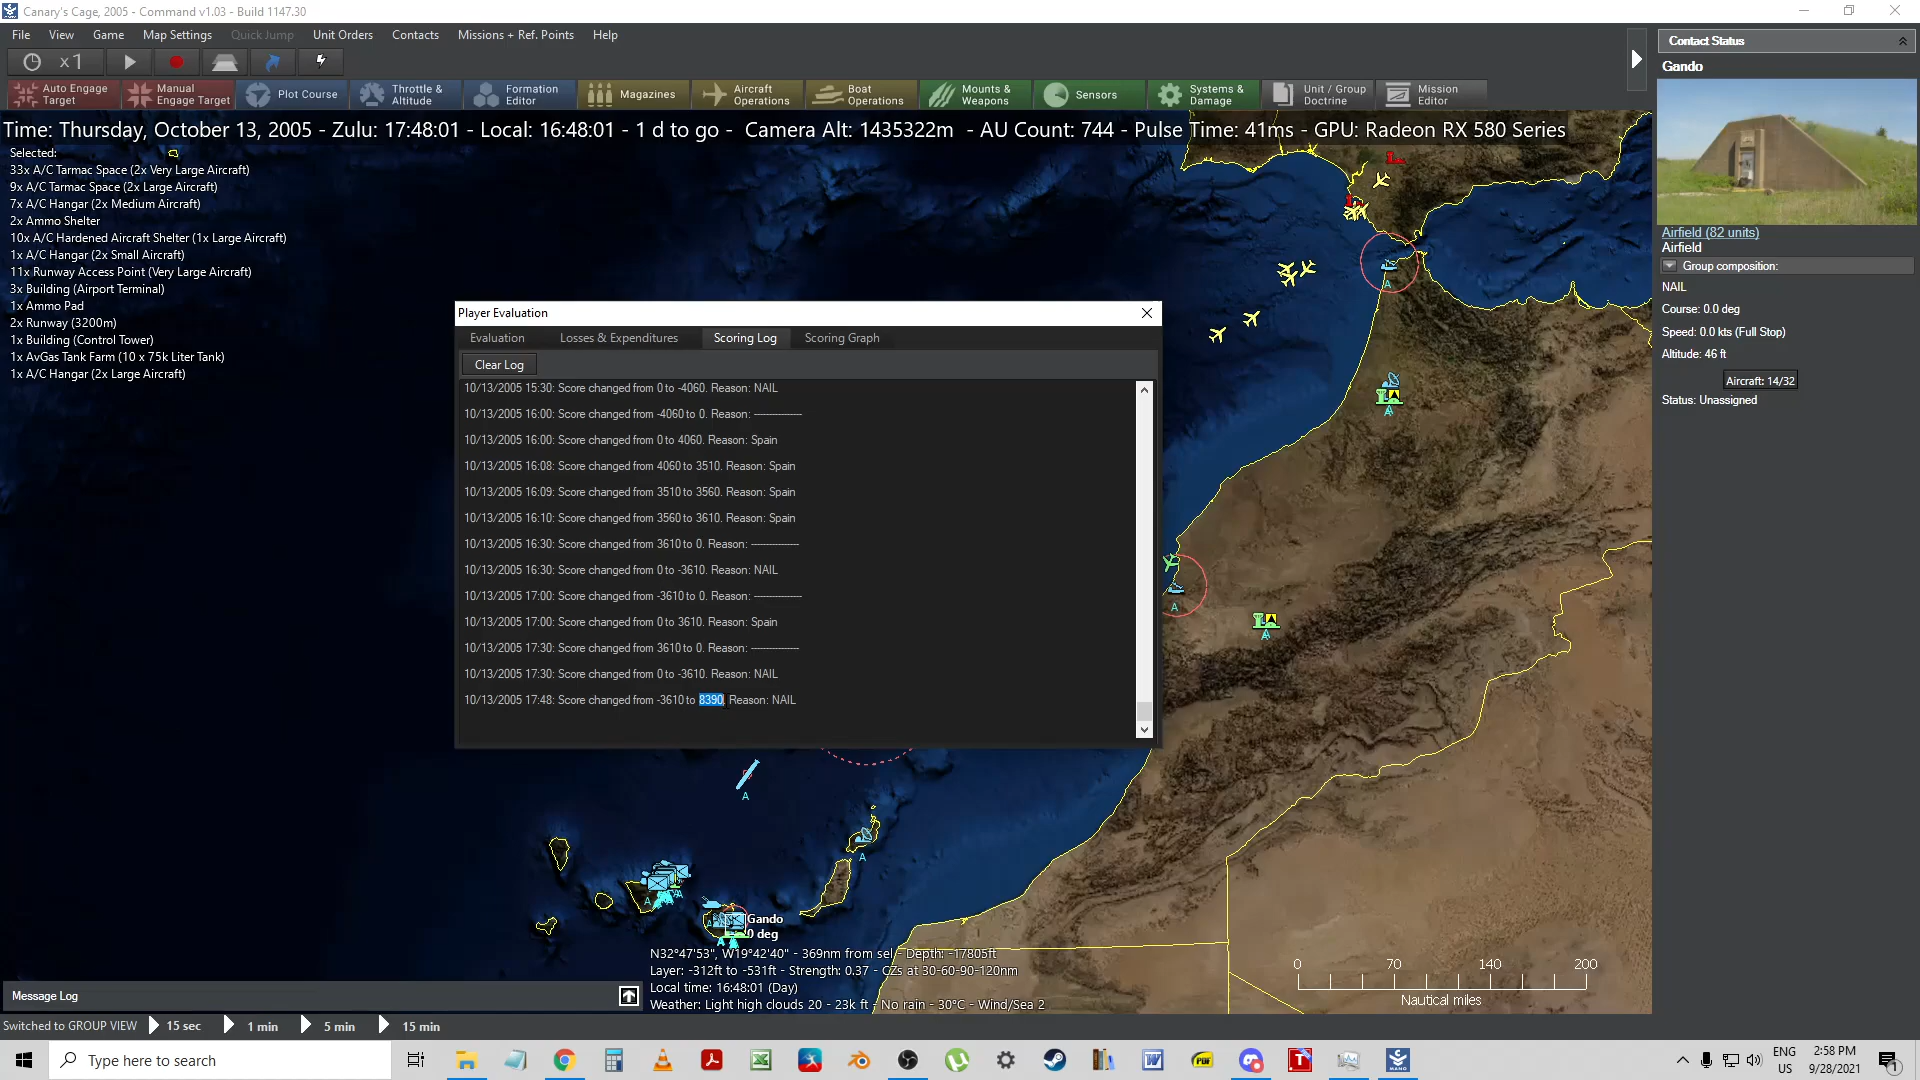 Canary's Cage, 2005 - Command v1.03 - Build 1147.30
File View Game Map Settings Quick Jump Unit Orders Contacts Missions + Ref. Points Help
x1
Auto Engage Target
Manual Engage Target
Plot Course
Throttle & Altitude
Formation Editor
Magazines
Aircraft Operations
Boat Operations
Mounts & Weapons
Sensors
Systems & Damage
Unit / Group Doctrine
Mission Editor
Time: Thursday, October 13, 2005 - Zulu: 17:48:01 - Local: 16:48:01 - 1 d to go - Camera Alt: 1435322m - AU Count: 744 - Pulse Time: 41ms - GPU: Radeon RX 580 Series
Selected:
33x A/C Tarmac Space (2x Very Large Aircraft)
9x A/C Tarmac Space (2x Large Aircraft)
7x A/C Hangar (2x Medium Aircraft)
2x Ammo Shelter
10x A/C Hardened Aircraft Shelter (1x Large Aircraft)
1x A/C Hangar (2x Small Aircraft)
11x Runway Access Point (Very Large Aircraft)
3x Building (Airport Terminal)
1x Ammo Pad
2x Runway (3200m)
1x Building (Control Tower)
1x AvGas Tank Farm (10 x 75k Liter Tank)
1x A/C Hangar (2x Large Aircraft)
Player Evaluation
Evaluation Losses & Expenditures Scoring Log Scoring Graph
Clear Log
10/13/2005 15:30: Score changed from 0 to -4060. Reason: NAIL
10/13/2005 16:00: Score changed from -4060 to 0. Reason: ----------------
10/13/2005 16:00: Score changed from 0 to 4060. Reason: Spain
10/13/2005 16:08: Score changed from 4060 to 3510. Reason: Spain
10/13/2005 16:09: Score changed from 3510 to 3560. Reason: Spain
10/13/2005 16:10: Score changed from 3560 to 3610. Reason: Spain
10/13/2005 16:30: Score changed from 3610 to 0. Reason: ----------------
10/13/2005 16:30: Score changed from 0 to -3610. Reason: NAIL
10/13/2005 17:00: Score changed from -3610 to 0. Reason: ----------------
10/13/2005 17:00: Score changed from 0 to 3610. Reason: Spain
10/13/2005 17:30: Score changed from 3610 to 0. Reason: ----------------
10/13/2005 17:30: Score changed from 0 to -3610. Reason: NAIL
10/13/2005 17:48: Score changed from -3610 to 8390. Reason: NAIL
A
A
A
A
A
A
A
Gando
0 deg
N32°47'53", W19°42'40" - 369nm from sel - Depth: -17805ft
Layer: -312ft to -531ft - Strength: 0.37 - CZs at 30-60-90-120nm
Local time: 16:48:01 (Day)
Weather: Light high clouds 20 - 23k ft - No rain - 30°C - Wind/Sea 2
0 70 140 200
Nautical miles
Contact Status
Gando
Airfield (82 units)
Airfield
Group composition:
NAIL
Course: 0.0 deg
Speed: 0.0 kts (Full Stop)
Altitude: 46 ft
Aircraft: 14/32
Status: Unassigned
Message Log
Switched to GROUP VIEW 15 sec 1 min 5 min 15 min
Type here to search
ENG
US
2:58 PM
9/28/2021